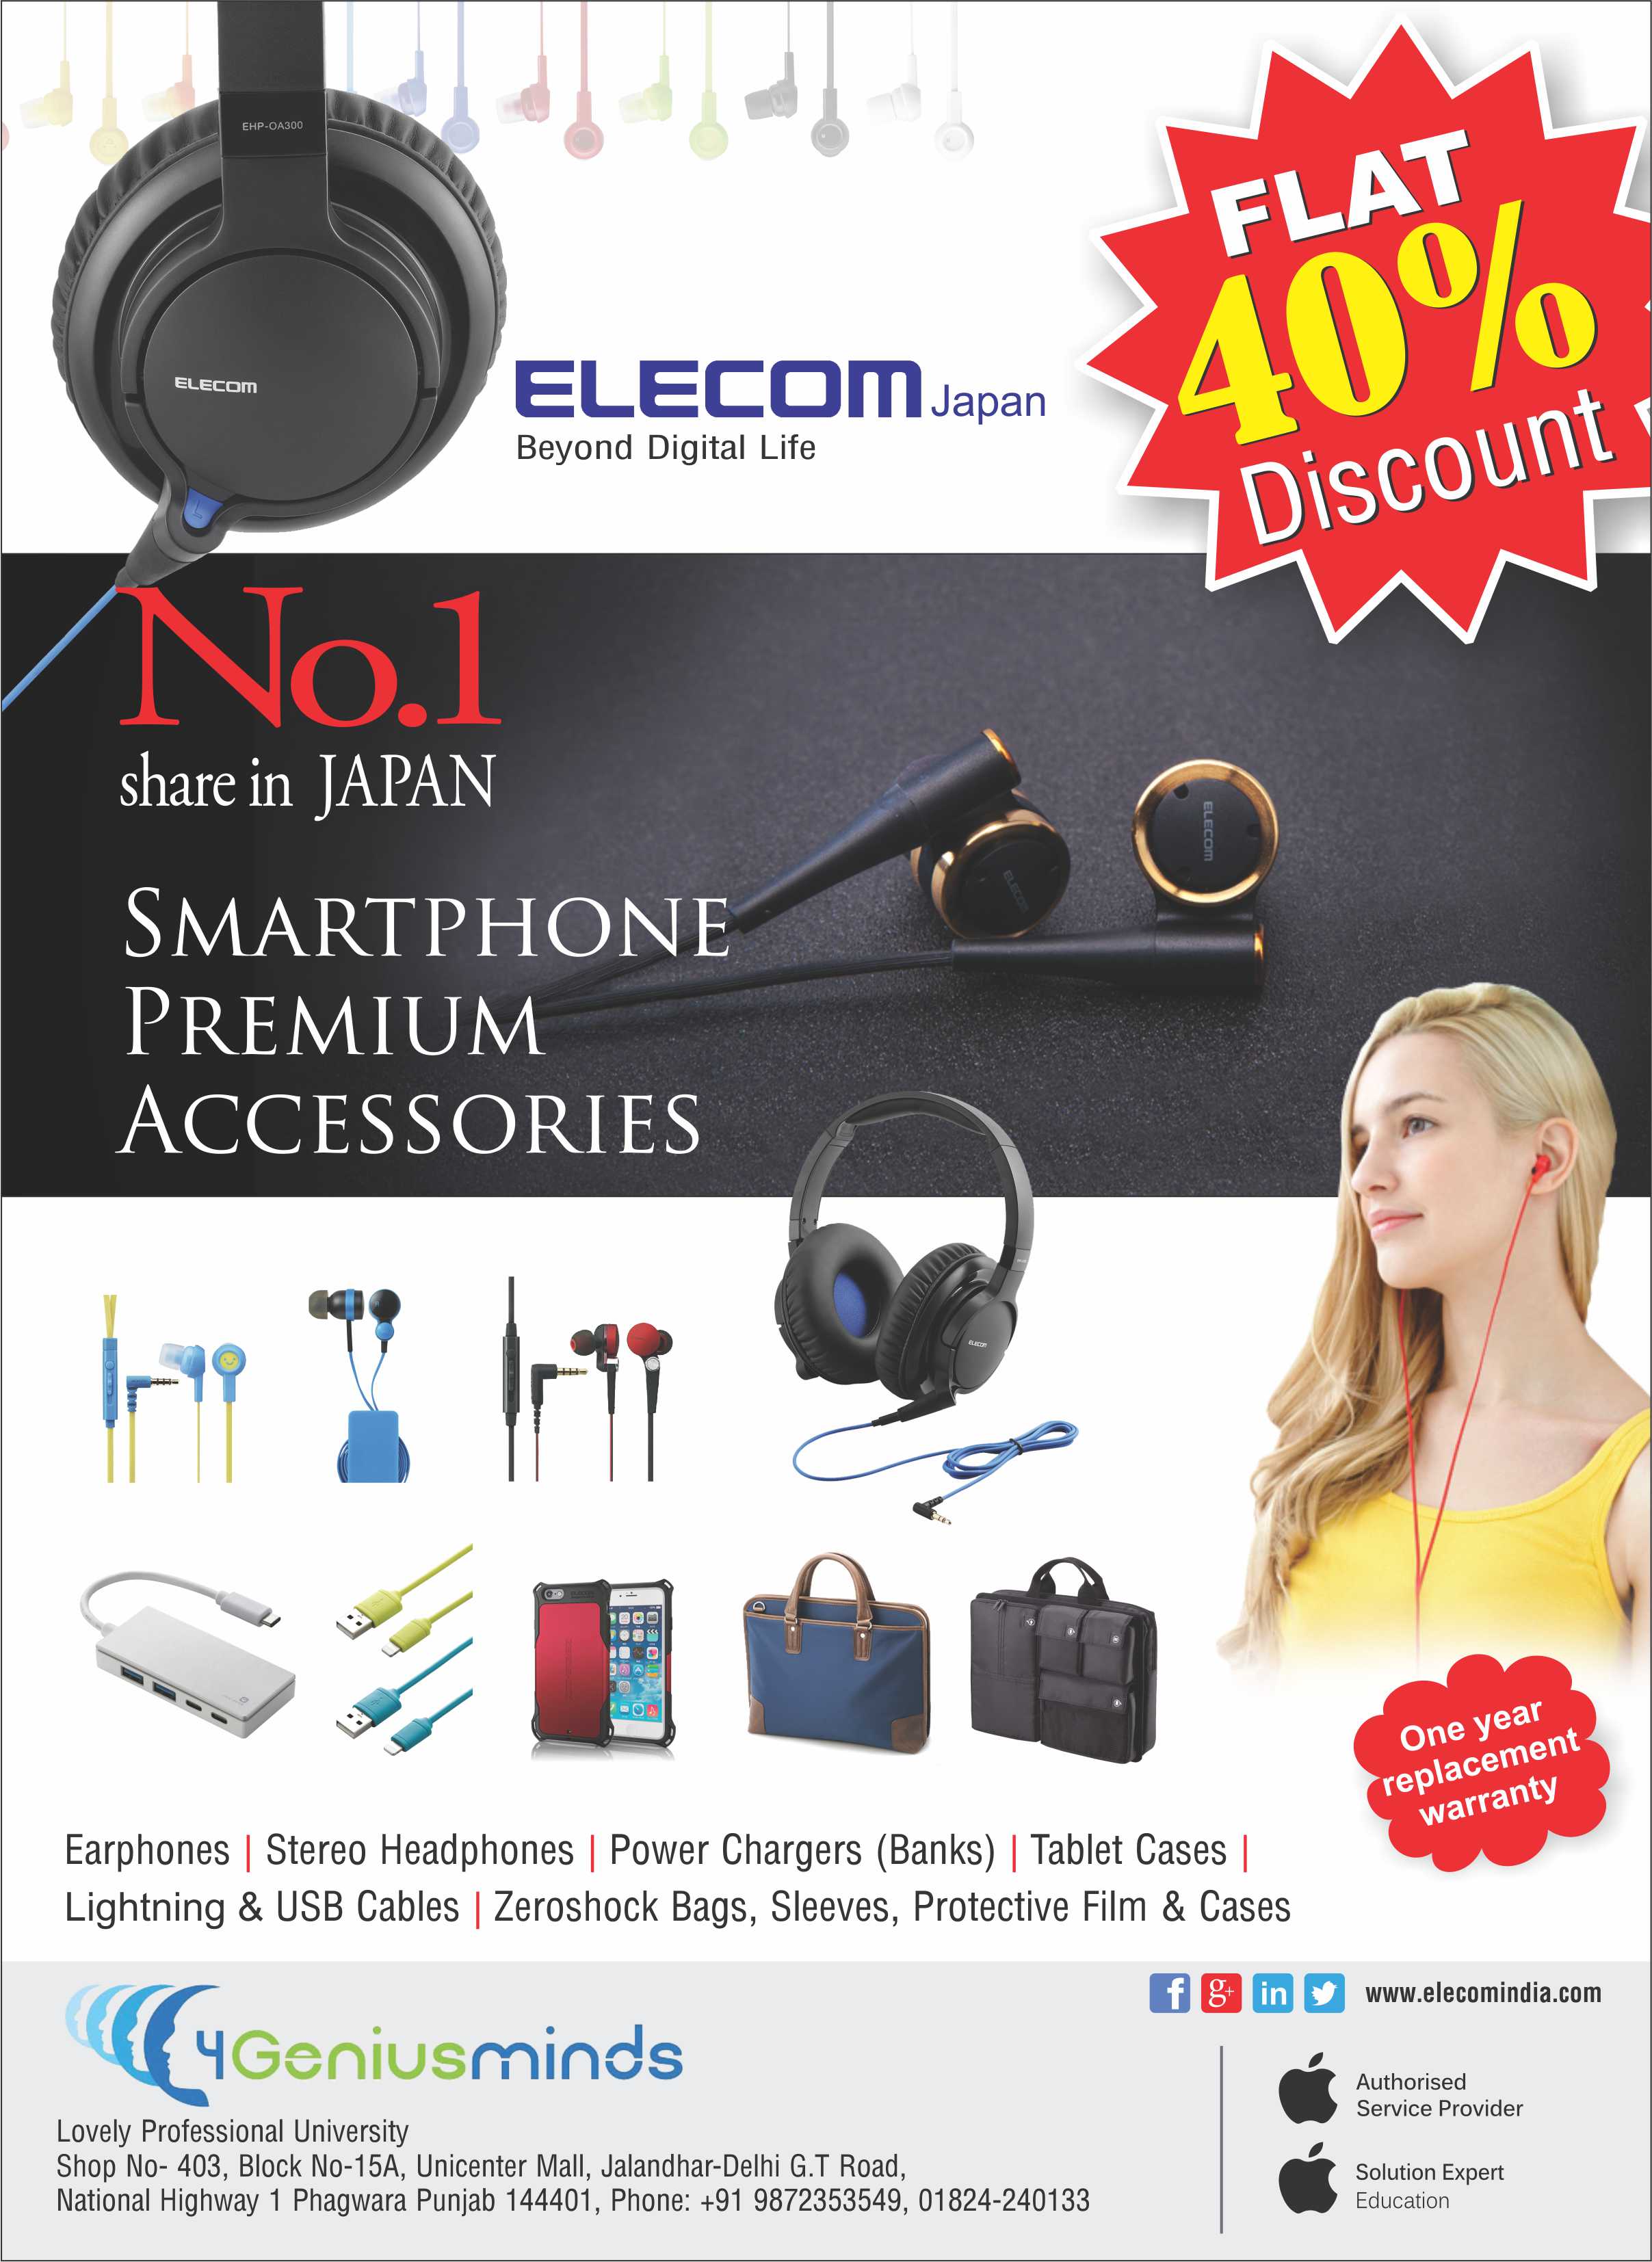 EHP-OA300
ELECOM
L
FLAT
40%
Discount
ELECOM Japan
Beyond Digital Life
No.1
share in JAPAN
ELECOM
ELECOM
SMARTPHONE
PREMIUM
ACCESSORIES
ELECOM
One year
replacement
warranty
Earphones | Stereo Headphones | Power Chargers (Banks) | Tablet Cases |
Lightning & USB Cables | Zeroshock Bags, Sleeves, Protective Film & Cases
f g+ in www.elecomindia.com
4Geniusminds
Lovely Professional University
Shop No- 403, Block No-15A, Unicenter Mall, Jalandhar-Delhi G.T Road,
National Highway 1 Phagwara Punjab 144401, Phone: +91 9872353549, 01824-240133
Authorised
Service Provider
Solution Expert
Education